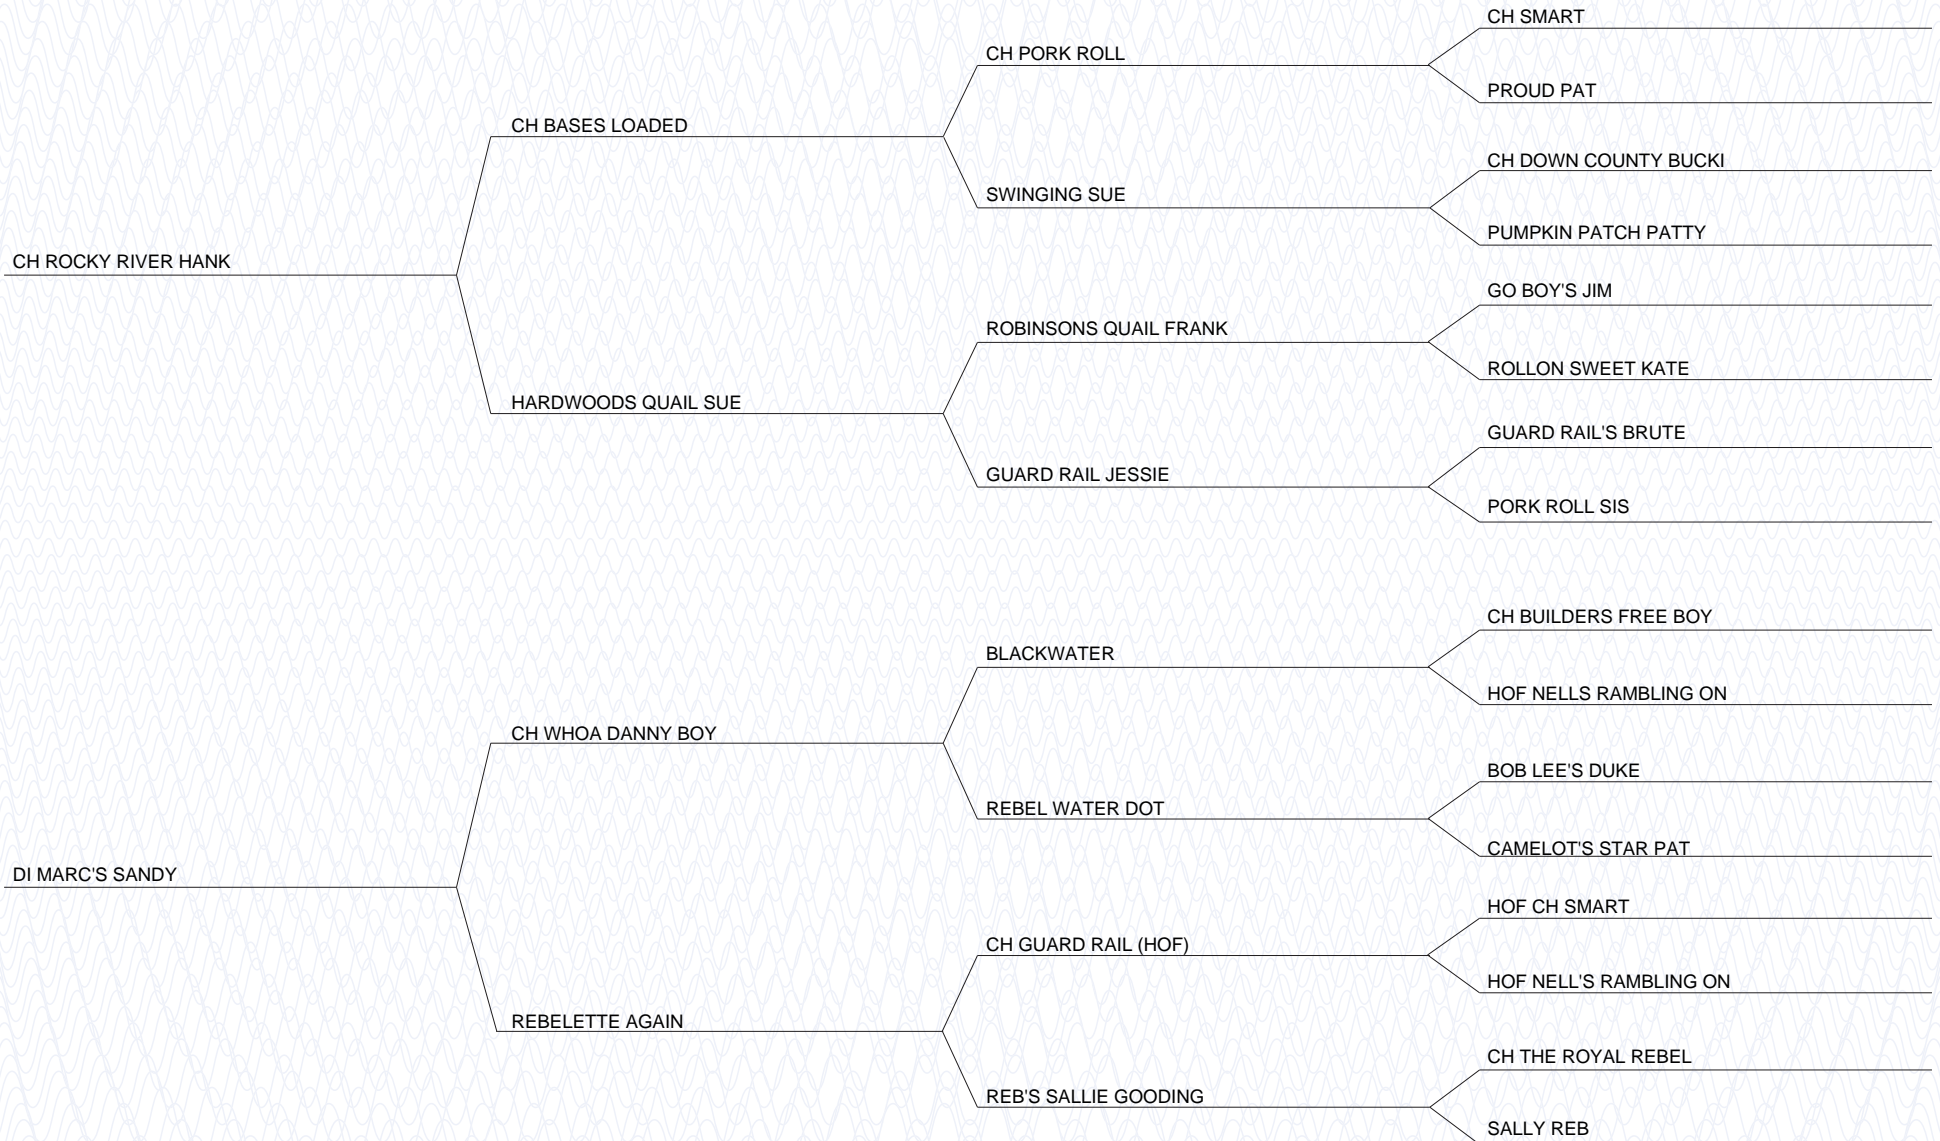 CH SMART
CH PORK ROLL
PROUD PAT
CH BASES LOADED
CH DOWN COUNTY BUCKI
SWINGING SUE
PUMPKIN PATCH PATTY
CH ROCKY RIVER HANK
GO BOY'S JIM
ROBINSONS QUAIL FRANK
ROLLON SWEET KATE
HARDWOODS QUAIL SUE
GUARD RAIL'S BRUTE
GUARD RAIL JESSIE
PORK ROLL SIS
CH BUILDERS FREE BOY
BLACKWATER
HOF NELLS RAMBLING ON
CH WHOA DANNY BOY
BOB LEE'S DUKE
REBEL WATER DOT
CAMELOT'S STAR PAT
DI MARC'S SANDY
HOF CH SMART
CH GUARD RAIL (HOF)
HOF NELL'S RAMBLING ON
REBELETTE AGAIN
CH THE ROYAL REBEL
REB'S SALLIE GOODING
SALLY REB